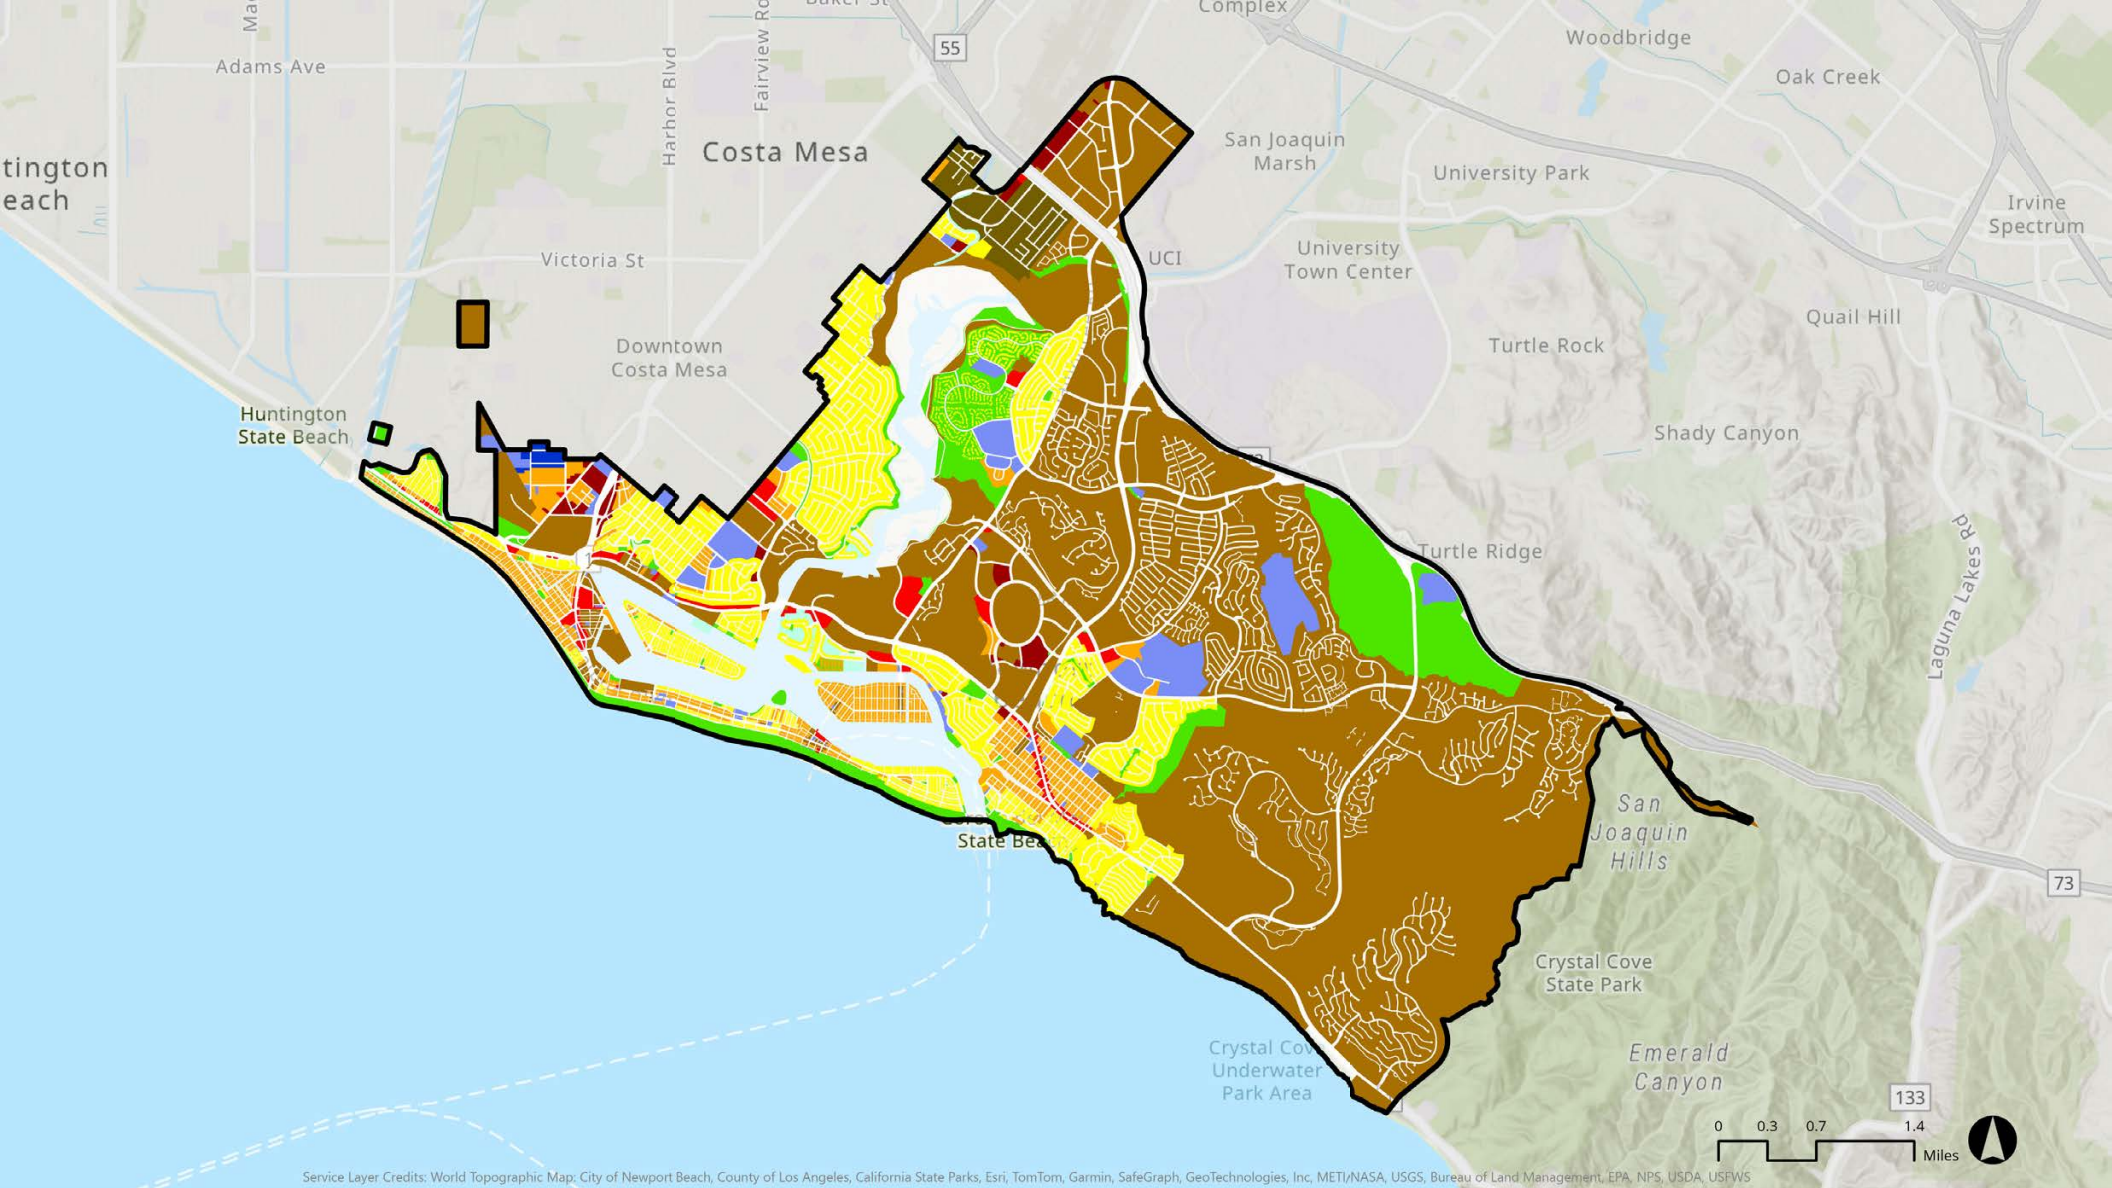 Complex
Baker St
55
Woodbridge
Adams Ave
Oak Creek
Harbor Blvd
Fairview Rd
Costa Mesa
San Joaquin
Marsh
tington
each
University Park
Irvine
Spectrum
Victoria St
UCI
University
Town Center
Quail Hill
Downtown
Costa Mesa
Turtle Rock
Huntington
State Beach
Shady Canyon
Turtle Ridge
1
Laguna Lakes Rd
San
Joaquin
Hills
State Bea
73
Crystal Cove
State Park
Crystal Cov
Underwater
Park Area
Emerald
Canyon
133
0 0.3 0.7 1.4
Miles
Service Layer Credits: World Topographic Map: City of Newport Beach, County of Los Angeles, California State Parks, Esri, TomTom, Garmin, SafeGraph, GeoTechnologies, Inc, METI/NASA, USGS, Bureau of Land Management, EPA, NPS, USDA, USFWS